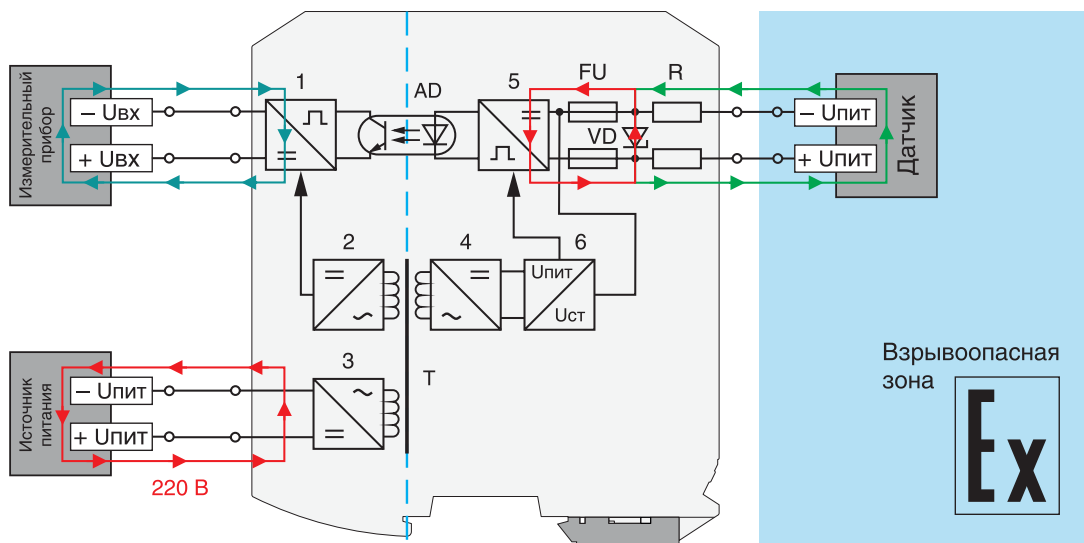 1
AD
5
FU
R
Измерительный
прибор
– Uвх
+ Uвх
VD
– Uпит
+ Uпит
Датчик
2
4
6
Uпит
Uст
Источник
питания
– Uпит
+ Uпит
3
T
220 В
Взрывоопасная
зона
Ex